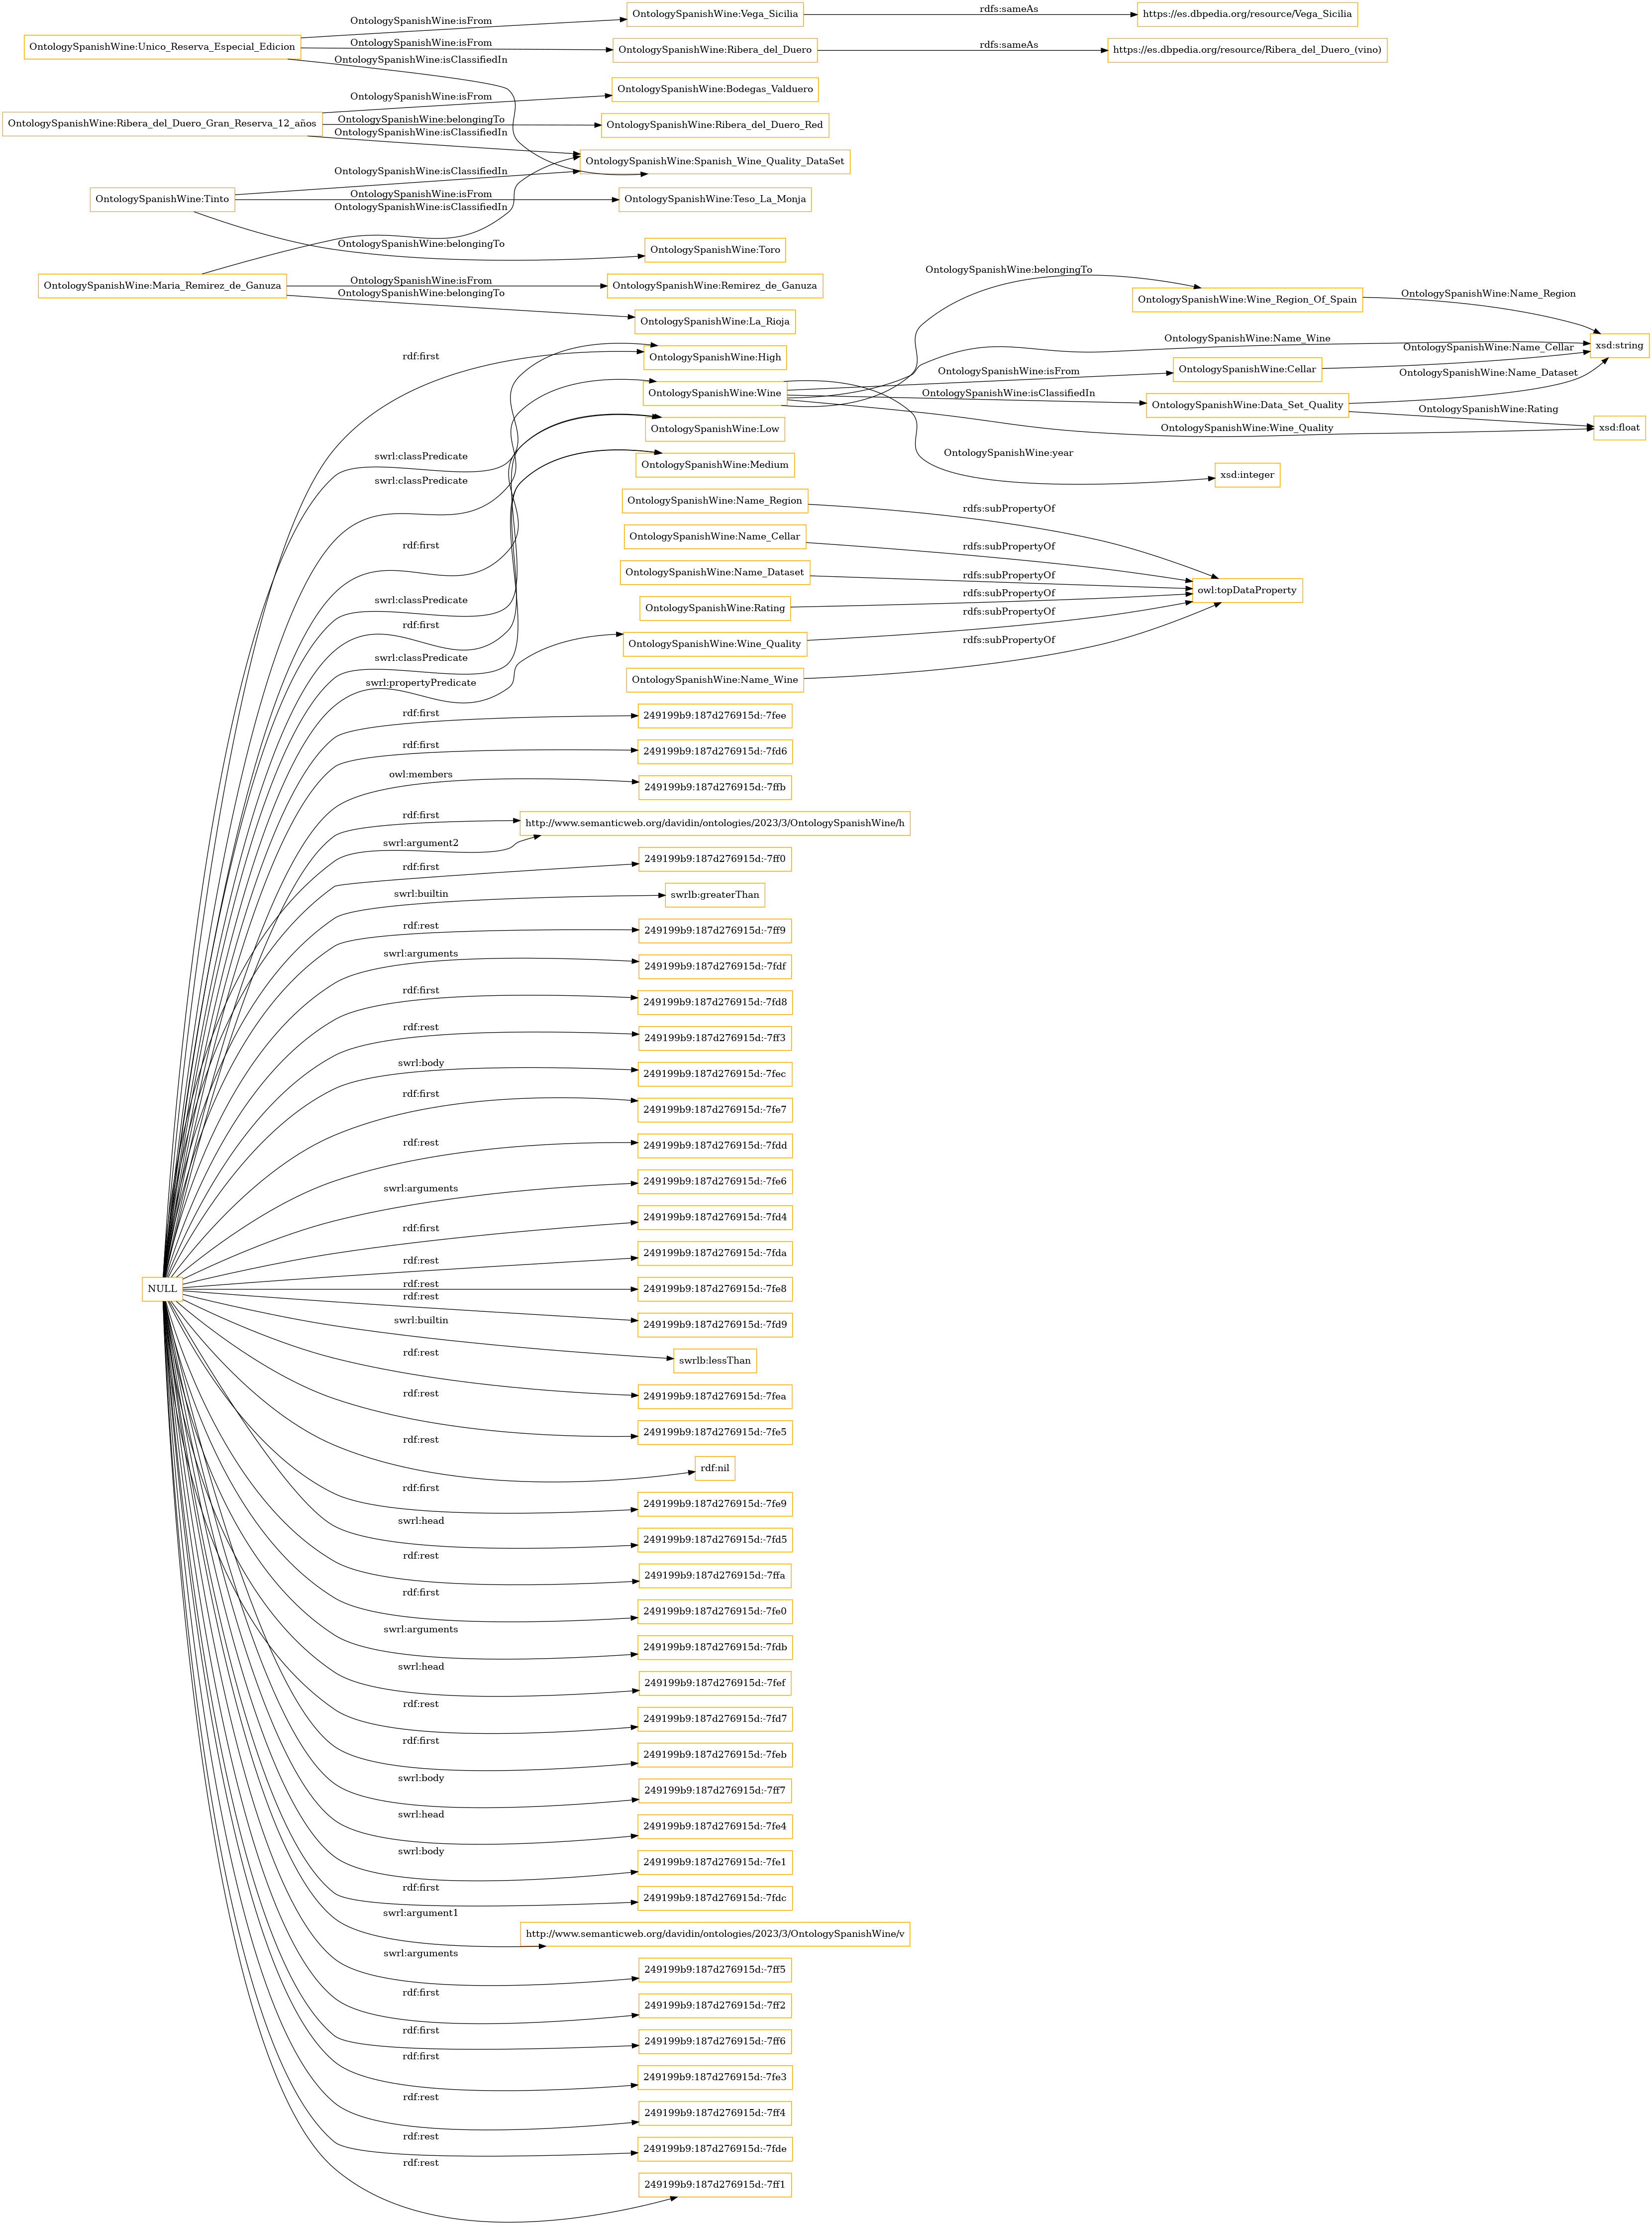 OntologySpanishWine:isFrom
OntologySpanishWine:Vega_Sicilia
rdfs:sameAs
https://es.dbpedia.org/resource/Vega_Sicilia
OntologySpanishWine:Unico_Reserva_Especial_Edicion
OntologySpanishWine:isFrom
OntologySpanishWine:Ribera_del_Duero
rdfs:sameAs
https://es.dbpedia.org/resource/Ribera_del_Duero_(vino)
OntologySpanishWine:isClassifiedIn
OntologySpanishWine:Bodegas_Valduero
OntologySpanishWine:isFrom
OntologySpanishWine:Ribera_del_Duero_Gran_Reserva_12_años
OntologySpanishWine:belongingTo
OntologySpanishWine:Ribera_del_Duero_Red
OntologySpanishWine:isClassifiedIn
OntologySpanishWine:Spanish_Wine_Quality_DataSet
OntologySpanishWine:isClassifiedIn
OntologySpanishWine:Tinto
OntologySpanishWine:isFrom
OntologySpanishWine:Teso_La_Monja
OntologySpanishWine:isClassifiedIn
OntologySpanishWine:belongingTo
OntologySpanishWine:Toro
OntologySpanishWine:Maria_Remirez_de_Ganuza
OntologySpanishWine:isFrom
OntologySpanishWine:Remirez_de_Ganuza
OntologySpanishWine:belongingTo
OntologySpanishWine:La_Rioja
OntologySpanishWine:belongingTo
OntologySpanishWine:Wine_Region_Of_Spain
OntologySpanishWine:Name_Region
rdf:first
OntologySpanishWine:High
OntologySpanishWine:Name_Wine
OntologySpanishWine:Name_Cellar
xsd:string
OntologySpanishWine:Wine
OntologySpanishWine:isFrom
OntologySpanishWine:Cellar
OntologySpanishWine:Name_Dataset
OntologySpanishWine:isClassifiedIn
OntologySpanishWine:Data_Set_Quality
OntologySpanishWine:Rating
OntologySpanishWine:Low
OntologySpanishWine:Wine_Quality
xsd:float
swrl:classPredicate
OntologySpanishWine:Medium
OntologySpanishWine:year
xsd:integer
swrl:classPredicate
OntologySpanishWine:Name_Region
rdfs:subPropertyOf
OntologySpanishWine:Name_Cellar
rdfs:subPropertyOf
rdf:first
OntologySpanishWine:Name_Dataset
rdfs:subPropertyOf
owl:topDataProperty
swrl:classPredicate
OntologySpanishWine:Rating
rdfs:subPropertyOf
rdf:first
OntologySpanishWine:Wine_Quality
rdfs:subPropertyOf
swrl:classPredicate
rdfs:subPropertyOf
swrl:propertyPredicate
OntologySpanishWine:Name_Wine
rdf:first
249199b9:187d276915d:-7fee
rdf:first
249199b9:187d276915d:-7fd6
owl:members
249199b9:187d276915d:-7ffb
rdf:first
http://www.semanticweb.org/davidin/ontologies/2023/3/OntologySpanishWine/h
swrl:argument2
rdf:first
249199b9:187d276915d:-7ff0
swrl:builtin
swrlb:greaterThan
rdf:rest
249199b9:187d276915d:-7ff9
swrl:arguments
249199b9:187d276915d:-7fdf
rdf:first
249199b9:187d276915d:-7fd8
rdf:rest
249199b9:187d276915d:-7ff3
swrl:body
249199b9:187d276915d:-7fec
rdf:first
249199b9:187d276915d:-7fe7
rdf:rest
249199b9:187d276915d:-7fdd
swrl:arguments
249199b9:187d276915d:-7fe6
rdf:first
249199b9:187d276915d:-7fd4
rdf:rest
249199b9:187d276915d:-7fda
NULL
rdf:rest
249199b9:187d276915d:-7fe8
rdf:rest
249199b9:187d276915d:-7fd9
swrl:builtin
swrlb:lessThan
rdf:rest
249199b9:187d276915d:-7fea
rdf:rest
249199b9:187d276915d:-7fe5
rdf:rest
rdf:nil
rdf:first
249199b9:187d276915d:-7fe9
swrl:head
249199b9:187d276915d:-7fd5
rdf:rest
249199b9:187d276915d:-7ffa
rdf:first
249199b9:187d276915d:-7fe0
swrl:arguments
249199b9:187d276915d:-7fdb
swrl:head
249199b9:187d276915d:-7fef
rdf:rest
249199b9:187d276915d:-7fd7
rdf:first
249199b9:187d276915d:-7feb
swrl:body
249199b9:187d276915d:-7ff7
swrl:head
249199b9:187d276915d:-7fe4
swrl:body
249199b9:187d276915d:-7fe1
rdf:first
249199b9:187d276915d:-7fdc
swrl:argument1
http://www.semanticweb.org/davidin/ontologies/2023/3/OntologySpanishWine/v
swrl:arguments
249199b9:187d276915d:-7ff5
rdf:first
249199b9:187d276915d:-7ff2
rdf:first
249199b9:187d276915d:-7ff6
rdf:first
249199b9:187d276915d:-7fe3
rdf:rest
249199b9:187d276915d:-7ff4
rdf:rest
249199b9:187d276915d:-7fde
rdf:rest
249199b9:187d276915d:-7ff1